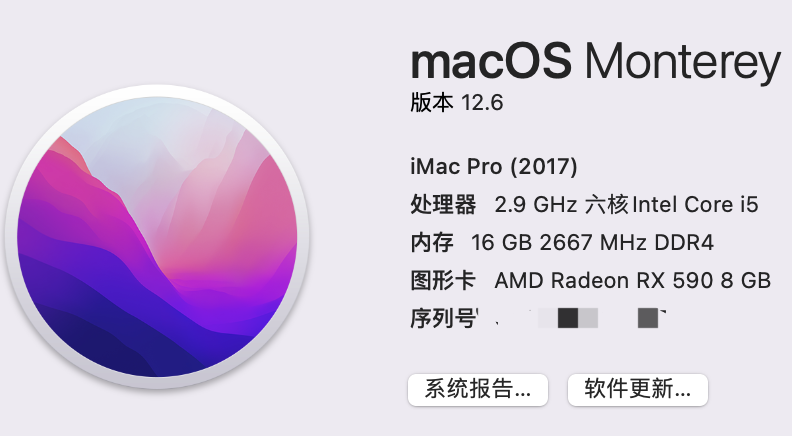 macOS Monterey
版本 12.6
iMac Pro (2017)
处理器 2.9 GHz 六核Intel Core i5
内存 16 GB 2667 MHz DDR4
图形卡 AMD Radeon RX 590 8 GB
序列号
系统报告... 软件更新...